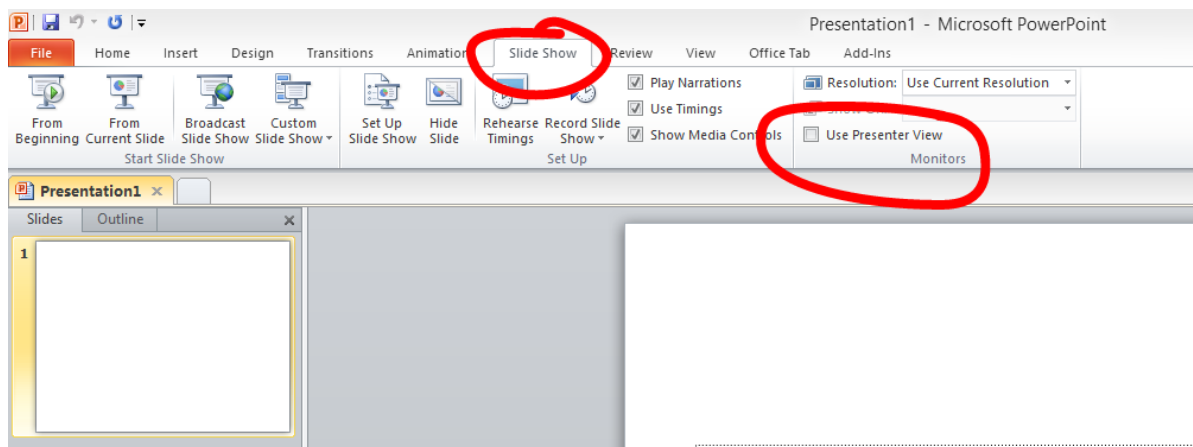 Presentation1 - Microsoft PowerPoint
File Home Insert Design Transitions Animation Slide Show Review View Office Tab Add-Ins
From Beginning
From Current Slide
Broadcast Slide Show
Custom Slide Show
Set Up Slide Show
Hide Slide
Rehearse Timings
Record Slide Show
Play Narrations
Use Timings
Show Media Controls
Resolution: Use Current Resolution
Use Presenter View
Start Slide Show
Set Up
Monitors
Presentation1
Slides Outline
1